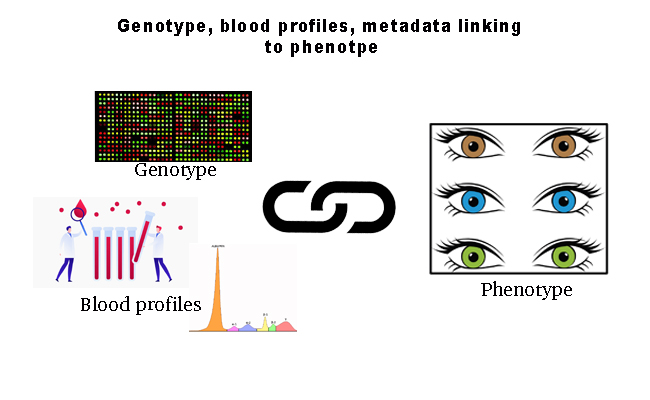 Genotype, blood profiles, metadata linking
to phenotpe
Genotype
Blood profiles
Phenotype